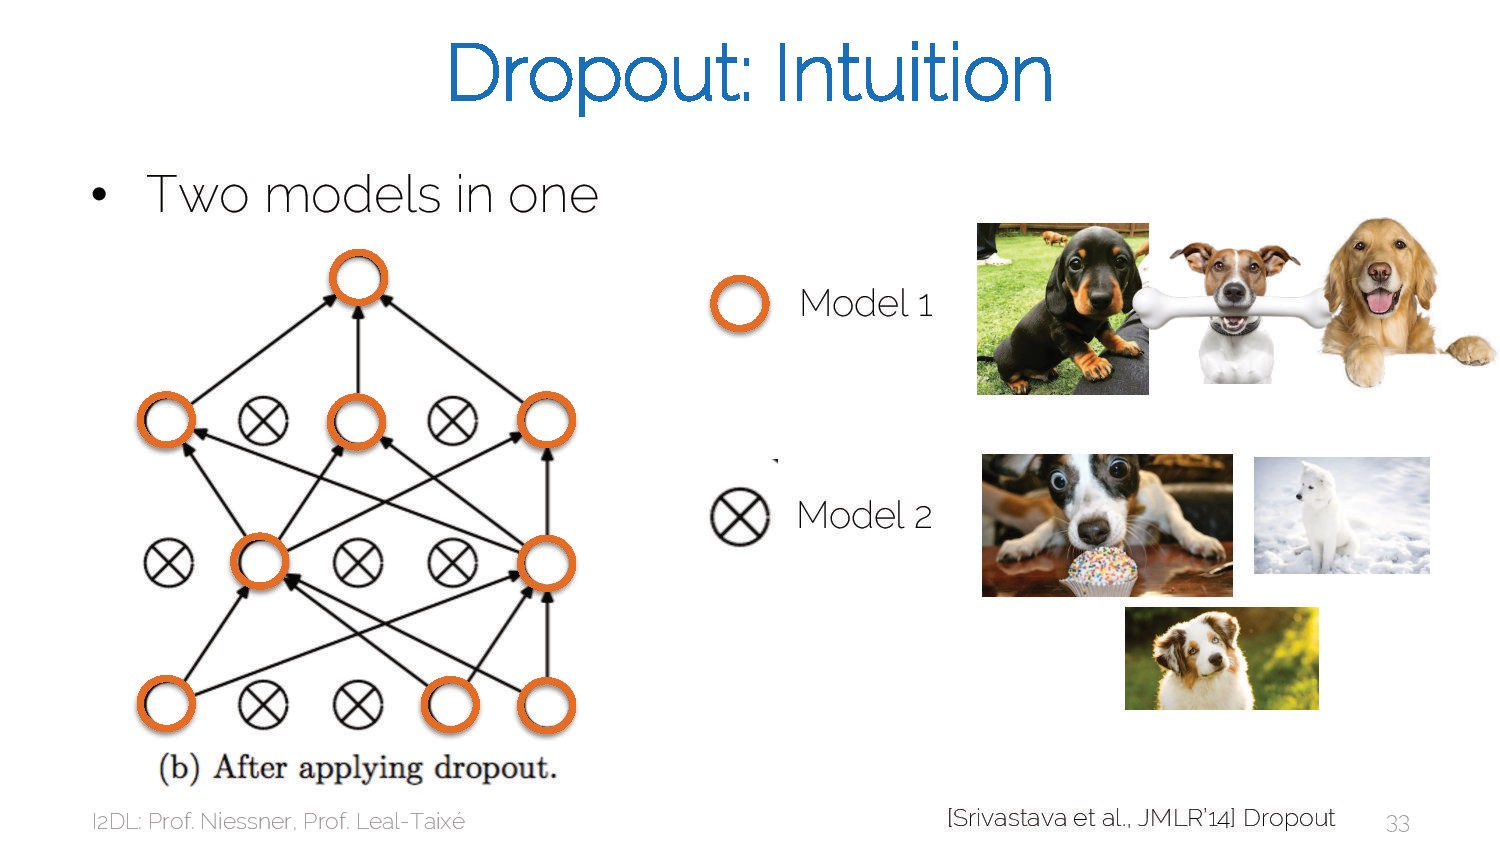 Dropout: Intuition
• Two models in one
Model 1
Model 2
(b) After applying dropout.
I2DL: Prof. Niessner, Prof. Leal-Taixé
[Srivastava et al., JMLR'14] Dropout
33